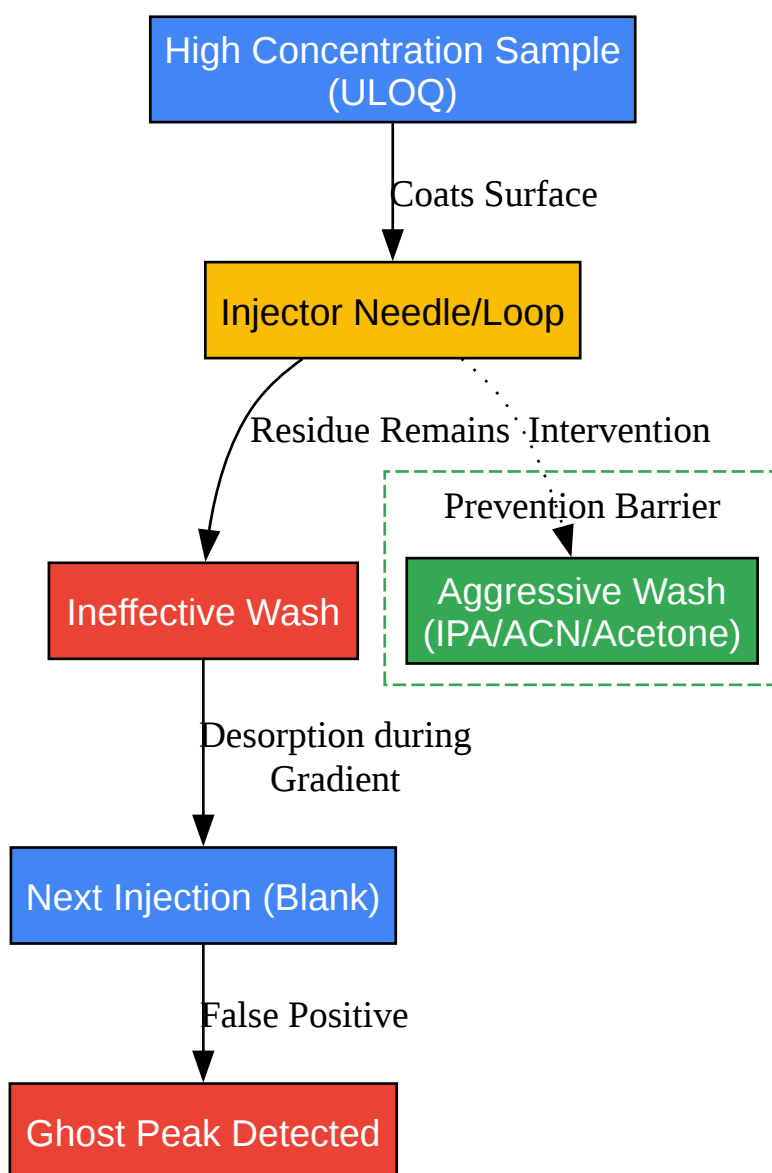 High Concentration Sample
(ULOQ)
Coats Surface
Injector Needle/Loop
Residue Remains
Intervention
Prevention Barrier
Ineffective Wash
Aggressive Wash
(IPA/ACN/Acetone)
Desorption during
Gradient
Next Injection (Blank)
False Positive
Ghost Peak Detected